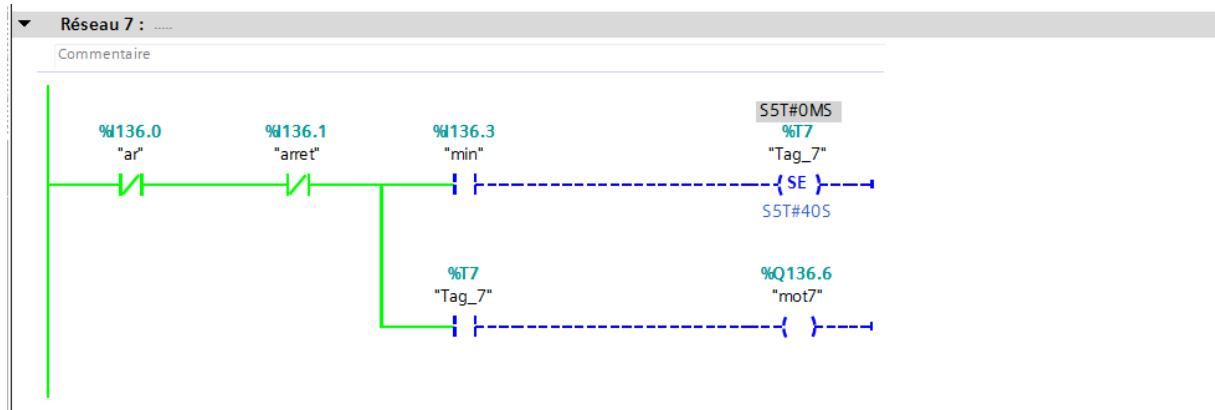 Réseau 7 : .....
Commentaire
S5T#0MS
%I136.0 %I136.1 %I136.3 %T7
"ar" "arret" "min" "Tag_7"
SE
S5T#40S
%T7 %Q136.6
"Tag_7" "mot7"